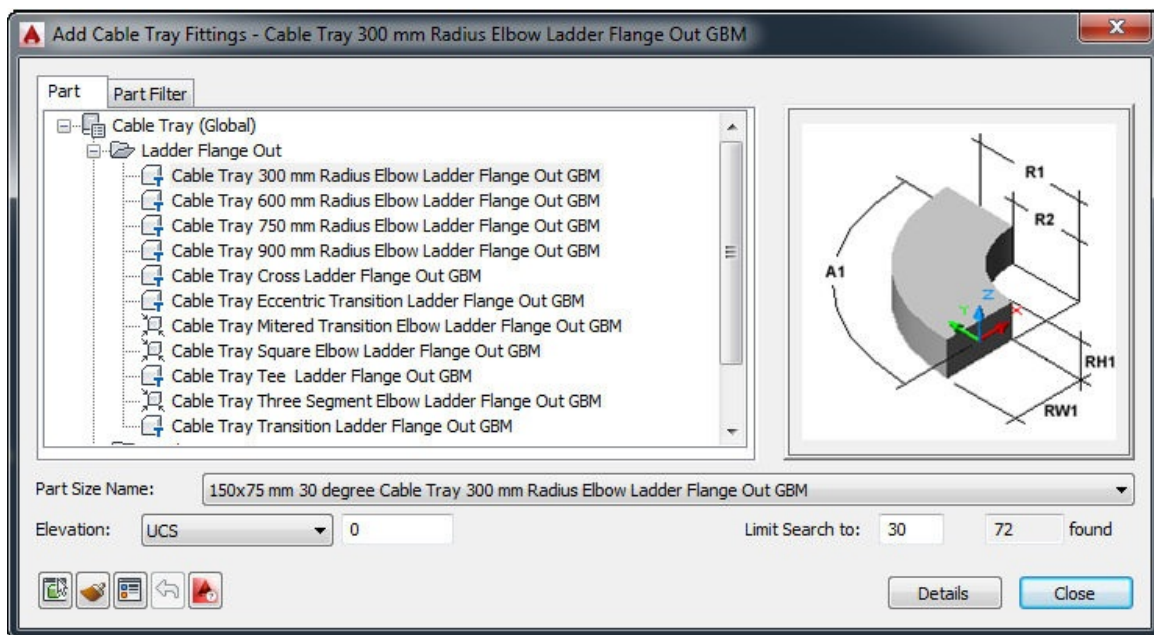 Add Cable Tray Fittings - Cable Tray 300 mm Radius Elbow Ladder Flange Out GBM
Part
Part Filter
Cable Tray (Global)
Ladder Flange Out
Cable Tray 300 mm Radius Elbow Ladder Flange Out GBM
Cable Tray 600 mm Radius Elbow Ladder Flange Out GBM
Cable Tray 750 mm Radius Elbow Ladder Flange Out GBM
Cable Tray 900 mm Radius Elbow Ladder Flange Out GBM
Cable Tray Cross Ladder Flange Out GBM
Cable Tray Eccentric Transition Ladder Flange Out GBM
Cable Tray Mitered Transition Elbow Ladder Flange Out GBM
Cable Tray Square Elbow Ladder Flange Out GBM
Cable Tray Tee  Ladder Flange Out GBM
Cable Tray Three Segment Elbow Ladder Flange Out GBM
Cable Tray Transition Ladder Flange Out GBM
R1
R2
A1
Z
Y
X
RH1
RW1
Part Size Name: 150x75 mm 30 degree Cable Tray 300 mm Radius Elbow Ladder Flange Out GBM
Elevation: UCS 0 Limit Search to: 30 72 found
Details Close